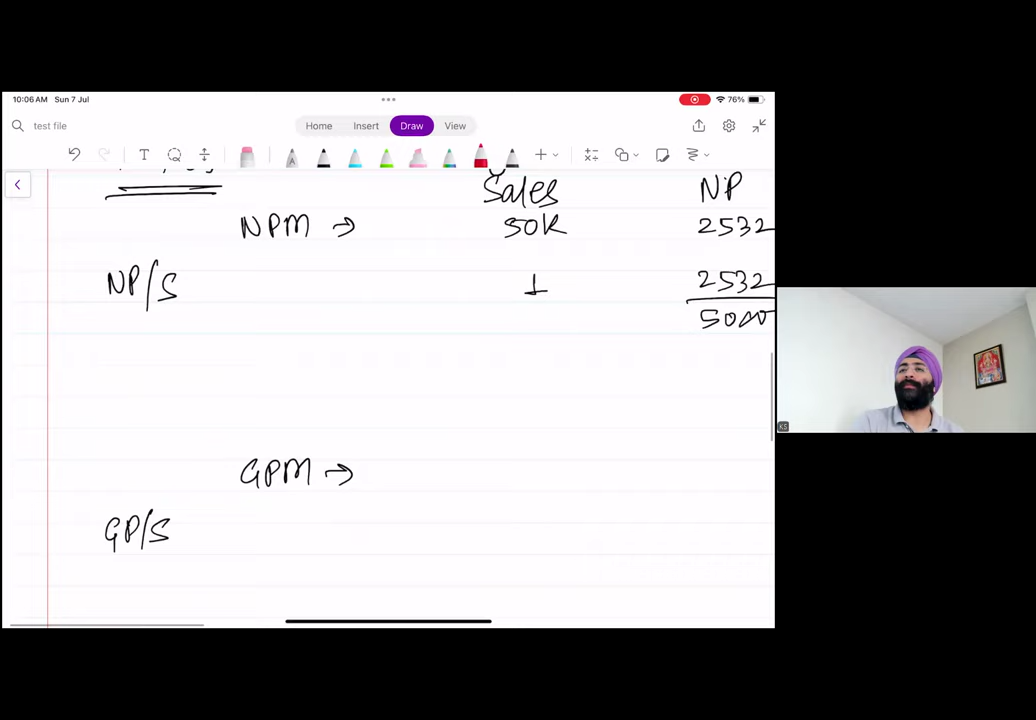 10:06 AM Sun 7 Jul
76%
test file
Home Insert Draw View
T
A
Sales NP
NPM → 50K 2532
NP/S 1 2532
5000
GPM →
GP/S
KS